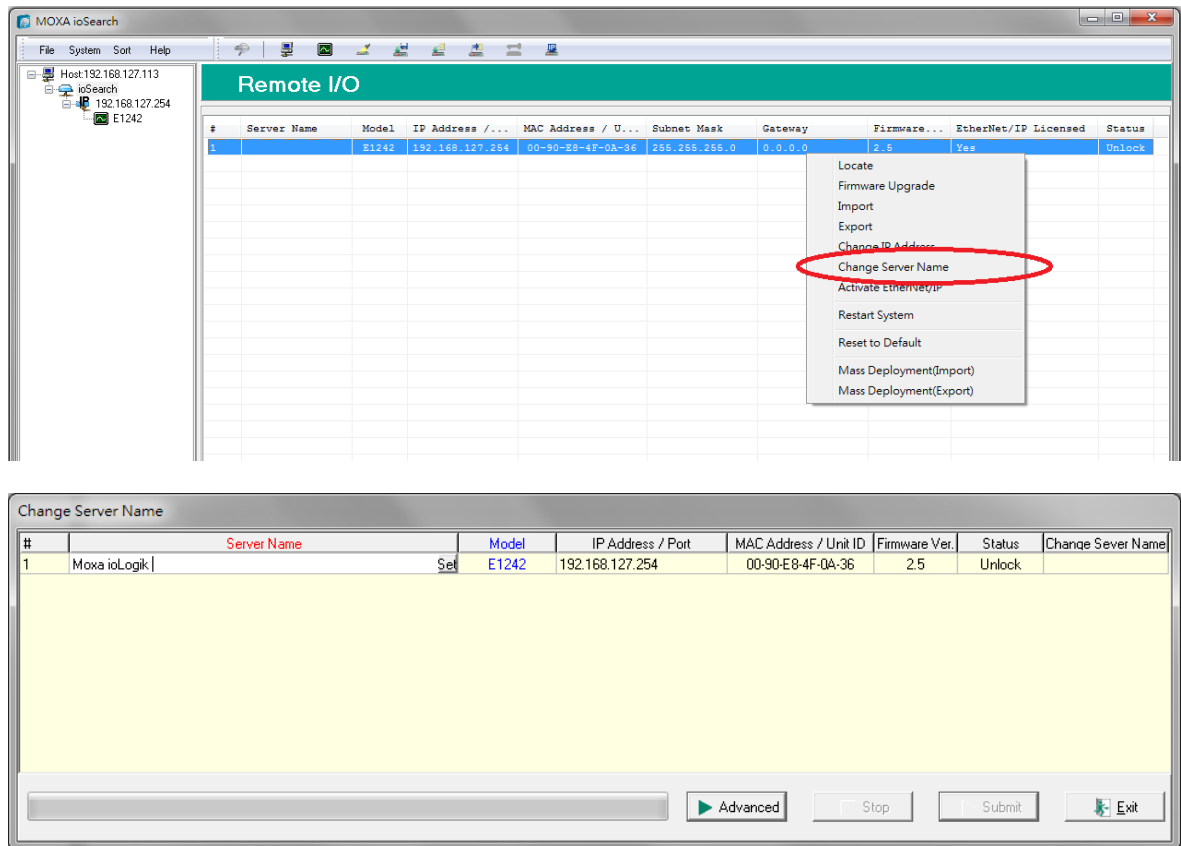 MOXA ioSearch
File System Sort Help
Host:192.168.127.113
ioSearch
192.168.127.254
E1242
Remote I/O
# Server Name Model IP Address /... MAC Address / U... Subnet Mask Gateway Firmware... EtherNet/IP Licensed Status
1 E1242 192.168.127.254 00-90-E8-4F-0A-36 255.255.255.0 0.0.0.0 2.5 Yes Unlock
Locate
Firmware Upgrade
Import
Export
Change IP Address
Change Server Name
Activate EtherNet/IP
Restart System
Reset to Default
Mass Deployment(Import)
Mass Deployment(Export)
Change Server Name
# Server Name Model IP Address / Port MAC Address / Unit ID Firmware Ver. Status Change Sever Name
1 Moxa ioLogik Set E1242 192.168.127.254 00-90-E8-4F-0A-36 2.5 Unlock
Advanced Stop Submit Exit